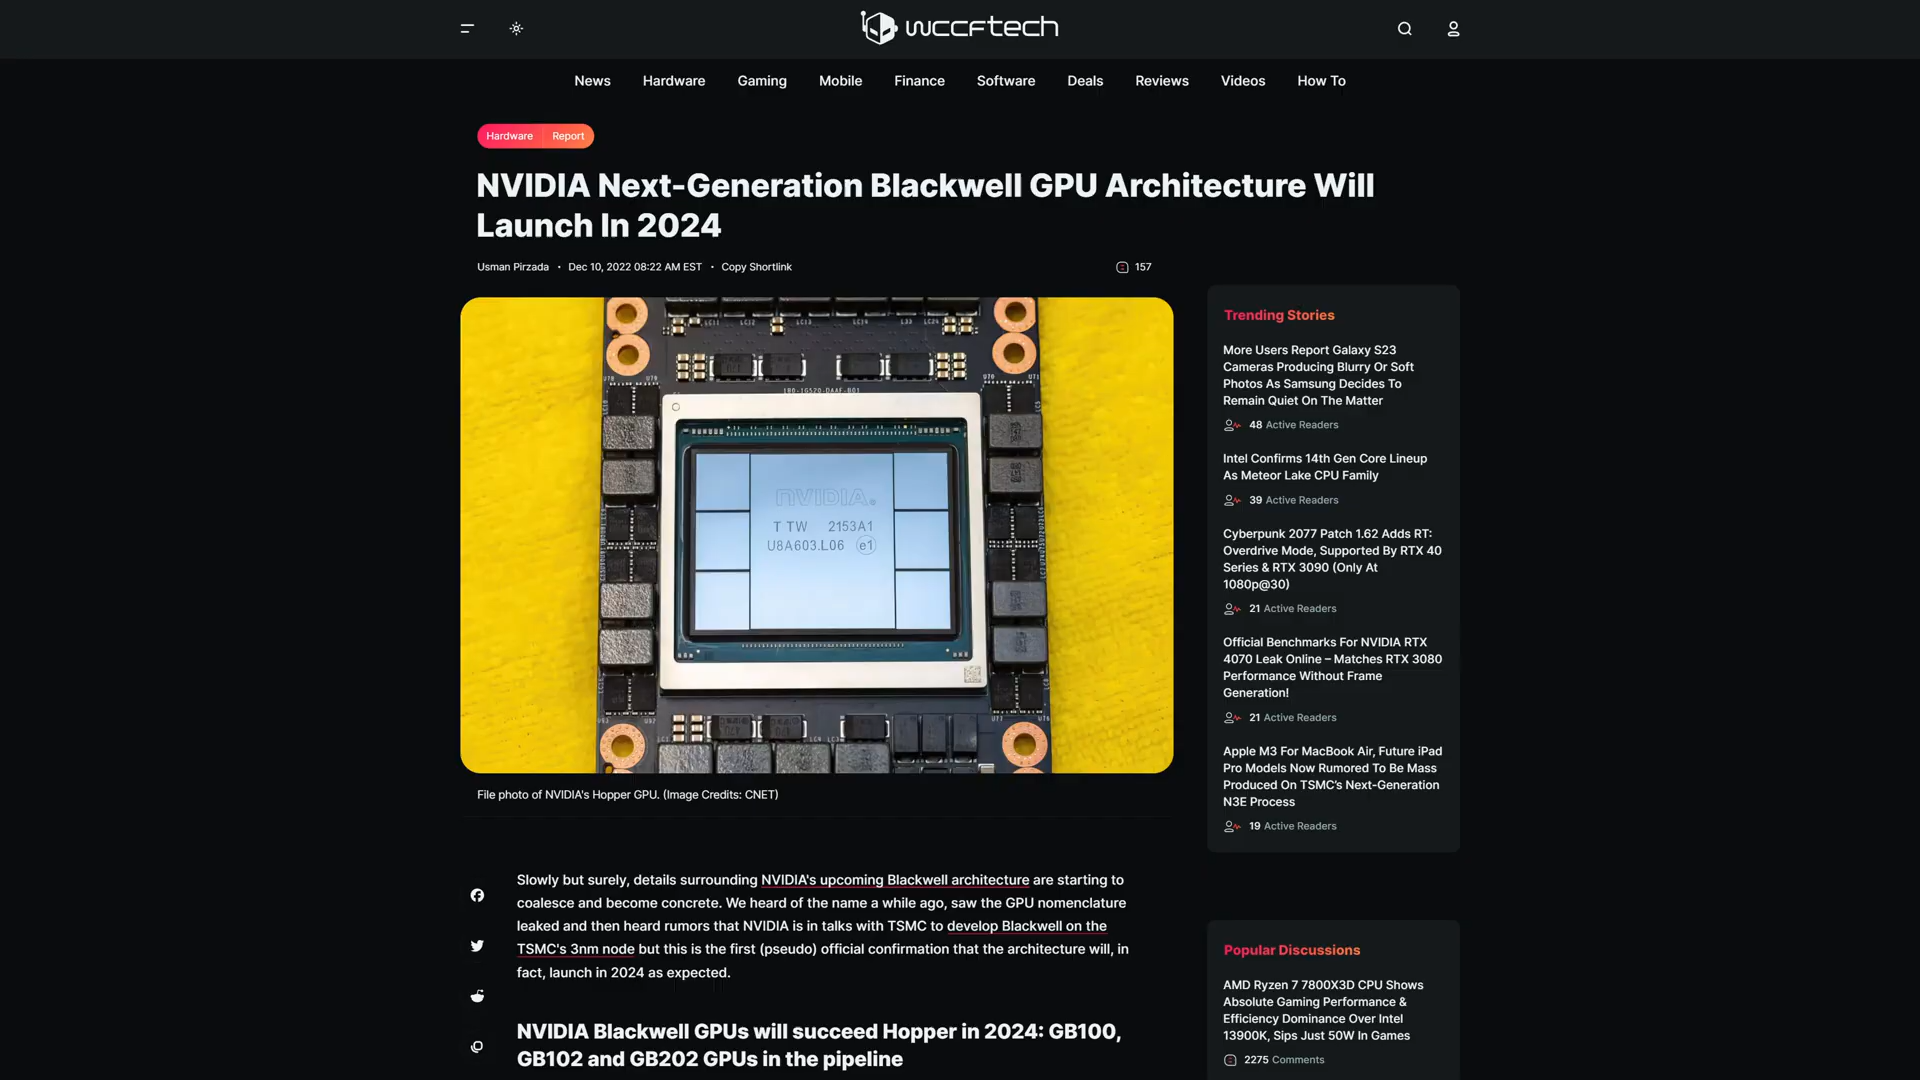 wccftech
News Hardware Gaming Mobile Finance Software Deals Reviews Videos How To
Hardware Report
NVIDIA Next-Generation Blackwell GPU Architecture Will
Launch In 2024
Usman Pirzada • Dec 10, 2022 08:22 AM EST • Copy Shortlink
157
LC11 LC12 LC13 LC14 L33 LC24
180-1G520-DAAF-B01
nVIDIA.
T TW 2153A1
U8A603.L06 e1
File photo of NVIDIA's Hopper GPU. (Image Credits: CNET)
Slowly but surely, details surrounding NVIDIA's upcoming Blackwell architecture are starting to
coalesce and become concrete. We heard of the name a while ago, saw the GPU nomenclature
leaked and then heard rumors that NVIDIA is in talks with TSMC to develop Blackwell on the
TSMC's 3nm node but this is the first (pseudo) official confirmation that the architecture will, in
fact, launch in 2024 as expected.
NVIDIA Blackwell GPUs will succeed Hopper in 2024: GB100,
GB102 and GB202 GPUs in the pipeline
Trending Stories
More Users Report Galaxy S23
Cameras Producing Blurry Or Soft
Photos As Samsung Decides To
Remain Quiet On The Matter
48 Active Readers
Intel Confirms 14th Gen Core Lineup
As Meteor Lake CPU Family
39 Active Readers
Cyberpunk 2077 Patch 1.62 Adds RT:
Overdrive Mode, Supported By RTX 40
Series & RTX 3090 (Only At
1080p@30)
21 Active Readers
Official Benchmarks For NVIDIA RTX
4070 Leak Online – Matches RTX 3080
Performance Without Frame
Generation!
21 Active Readers
Apple M3 For MacBook Air, Future iPad
Pro Models Now Rumored To Be Mass
Produced On TSMC's Next-Generation
N3E Process
19 Active Readers
Popular Discussions
AMD Ryzen 7 7800X3D CPU Shows
Absolute Gaming Performance &
Efficiency Dominance Over Intel
13900K, Sips Just 50W In Games
2275 Comments